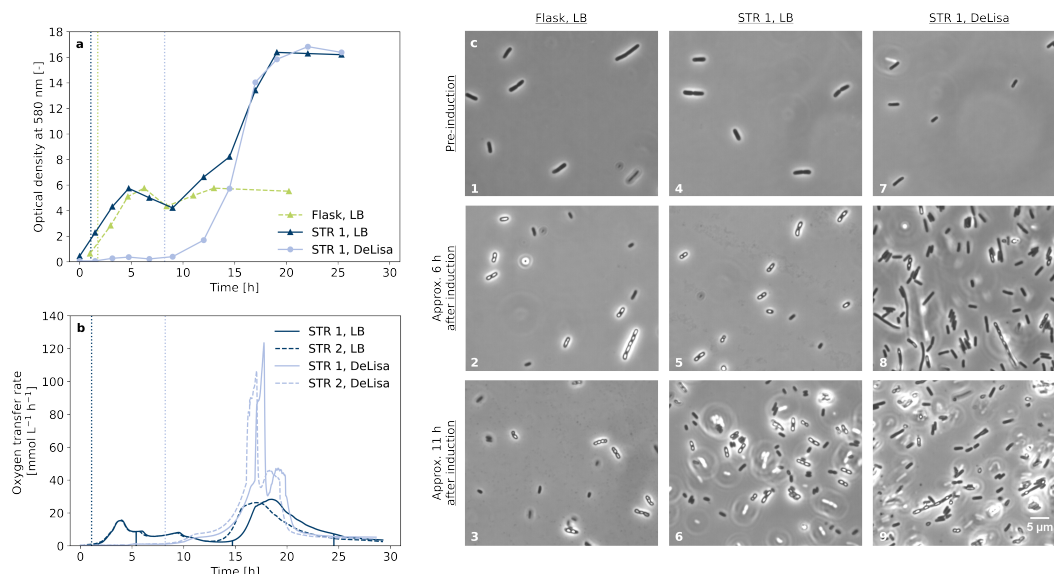 a
18
16
14
12
10
8
6
4
2
0
Optical density at 580 nm [-]
Flask, LB
STR 1, LB
STR 1, DeLisa
0 5 10 15 20 25 30
Time [h]
b
140
120
100
80
60
40
20
0
Oxygen transfer rate
[mmol L⁻¹ h⁻¹]
STR 1, LB
STR 2, LB
STR 1, DeLisa
STR 2, DeLisa
0 5 10 15 20 25 30
Time [h]
Flask, LB STR 1, LB STR 1, DeLisa
c
Pre-induction
1 4 7
Approx. 6 h
after induction
2 5 8
Approx. 11 h
after induction
3 6 9
5 μm